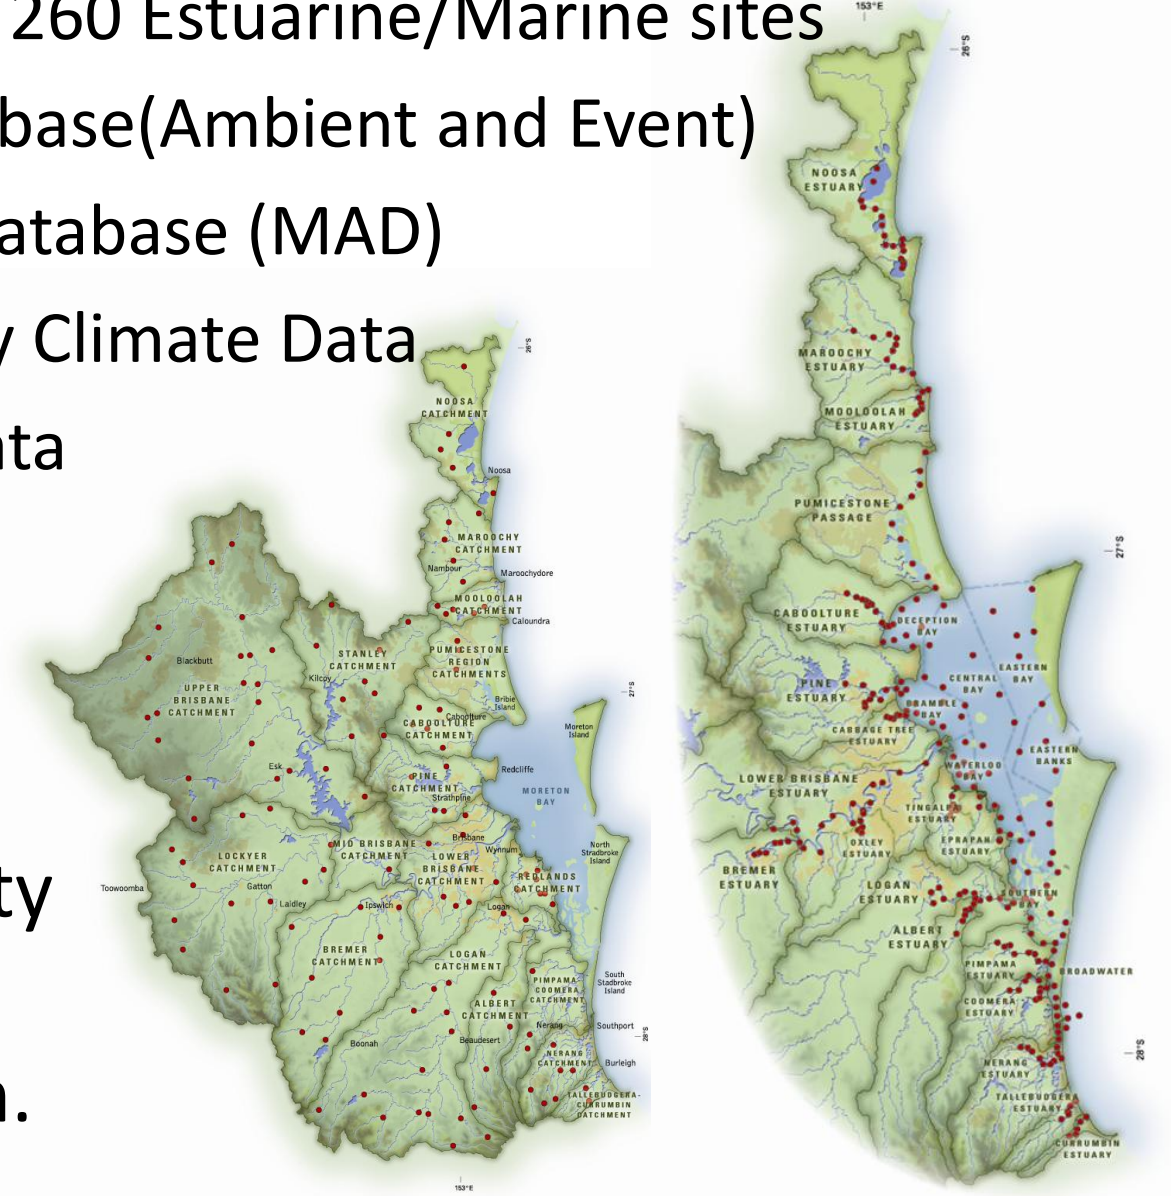 260 Estuarine/Marine sites
base(Ambient and Event)
atabase (MAD)
y Climate Data
ata
ty
n.
26°S
NOOSA
CATCHMENT
Noosa
MAROOCHY
CATCHMENT
Nambour
Maroochydore
MOOLOOLAH
CATCHMENT
Caloundra
STANLEY
CATCHMENT
PUMICESTONE
REGION
CATCHMENTS
Blackbutt
Kilcoy
UPPER
BRISBANE
CATCHMENT
27°S
Bribie
Island
Caboolture
CABOOLTURE
CATCHMENT
Moreton
Island
Esk
Redcliffe
PINE
CATCHMENT
Strathpine
MORETON
BAY
Brisbane
MID BRISBANE
CATCHMENT
Wynnum
North
Stradbroke
Island
LOCKYER
CATCHMENT
LOWER
BRISBANE
CATCHMENT
REDLANDS
CATCHMENT
Toowoomba
Gatton
Laidley
Ipswich
Logan
BREMER
CATCHMENT
LOGAN
CATCHMENT
South
Stradbroke
Island
PIMPAMA
COOMERA
CATCHMENT
ALBERT
CATCHMENT
Nerang
Southport
28°S
Boonah
Beaudesert
NERANG
CATCHMENT
Burleigh
TALLEBUDGERA-
CURRUMBIN
CATCHMENT
153°E
153°E
26°S
NOOSA
ESTUARY
MAROOCHY
ESTUARY
MOOLOOLAH
ESTUARY
PUMICESTONE
PASSAGE
27°S
CABOOLTURE
ESTUARY
DECEPTION
BAY
EASTERN
BAY
CENTRAL
BAY
PINE
ESTUARY
BRAMBLE
BAY
CABBAGE TREE
ESTUARY
EASTERN
BANKS
WATERLOO
BAY
LOWER BRISBANE
ESTUARY
TINGALPA
ESTUARY
OXLEY
ESTUARY
EPRAPAH
ESTUARY
BREMER
ESTUARY
LOGAN
ESTUARY
SOUTHERN
BAY
ALBERT
ESTUARY
PIMPAMA
ESTUARY
BROADWATER
COOMERA
ESTUARY
28°S
NERANG
ESTUARY
TALLEBUDGERA
ESTUARY
CURRUMBIN
ESTUARY